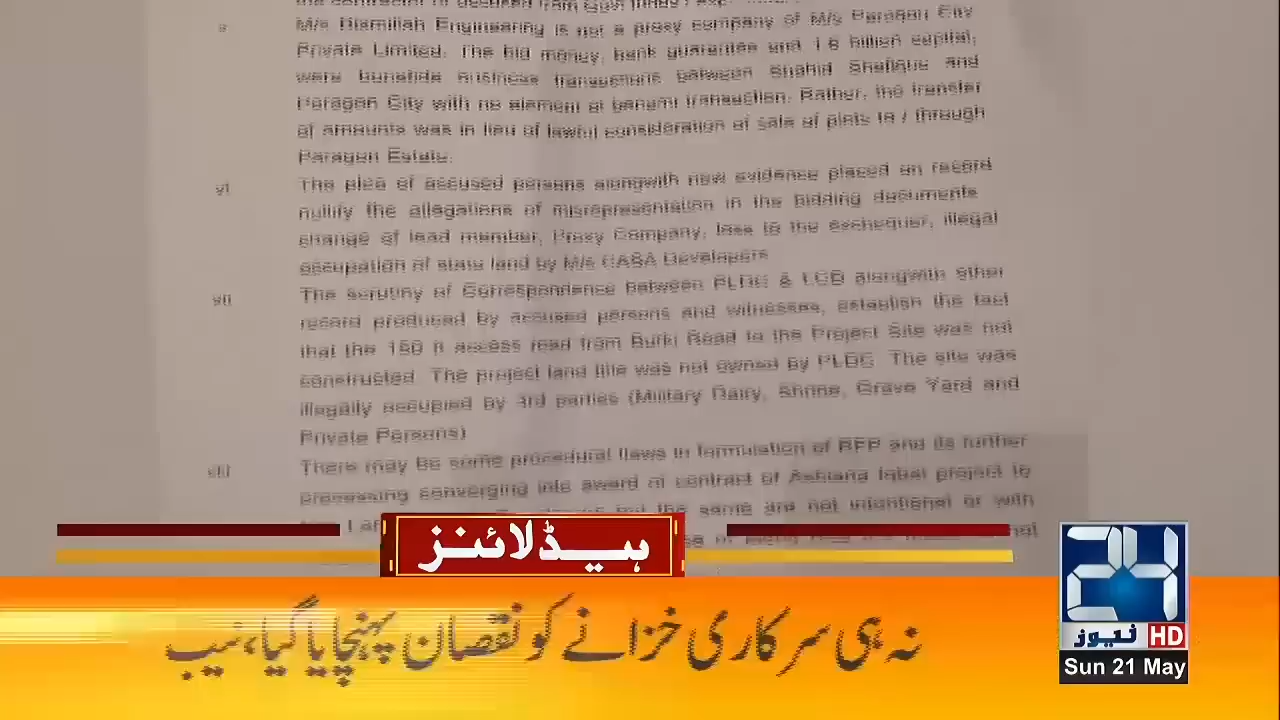 M/s Bismillah Engineering is not a proxy company of M/s Paragon City
Private Limited. The bid money, bank guarantee and 1.6 billion capital,
were bonafide business transactions between Shahid Shafique and
Paragon City with no element of benami transaction. Rather, the transfer
of amounts was in lieu of lawful consideration of sale of plots to / through
Paragon Estate.
vi
The plea of accused persons alongwith new evidence placed on record
nullify the allegations of misrepresentation in the bidding documents
change of lead member, Proxy Company, loss to the exchequer, illegal
occupation of state land by M/s CASA Developers
vii
The scrutiny of Correspondence between PLDC & LCB alongwith other
record produced by accused persons and witnesses, establish the fact
that the 150 ft access road from Burki Road to the Project Site was not
constructed. The project land title was not owned by PLDC. The site was
illegally occupied by 3rd parties (Military Dairy, Shrine, Grave Yard and
Private Persons)
viii
There may be some procedural flaws in formulation of RFP and its further
processing converging into award of contract of Ashiana Iqbal project to
but the same are not intentional or with
ہیڈلائنز
نہ ہی سرکاری خزانے کو نقصان پہنچایا گیا، نیب
24
نیوز HD
Sun 21 May